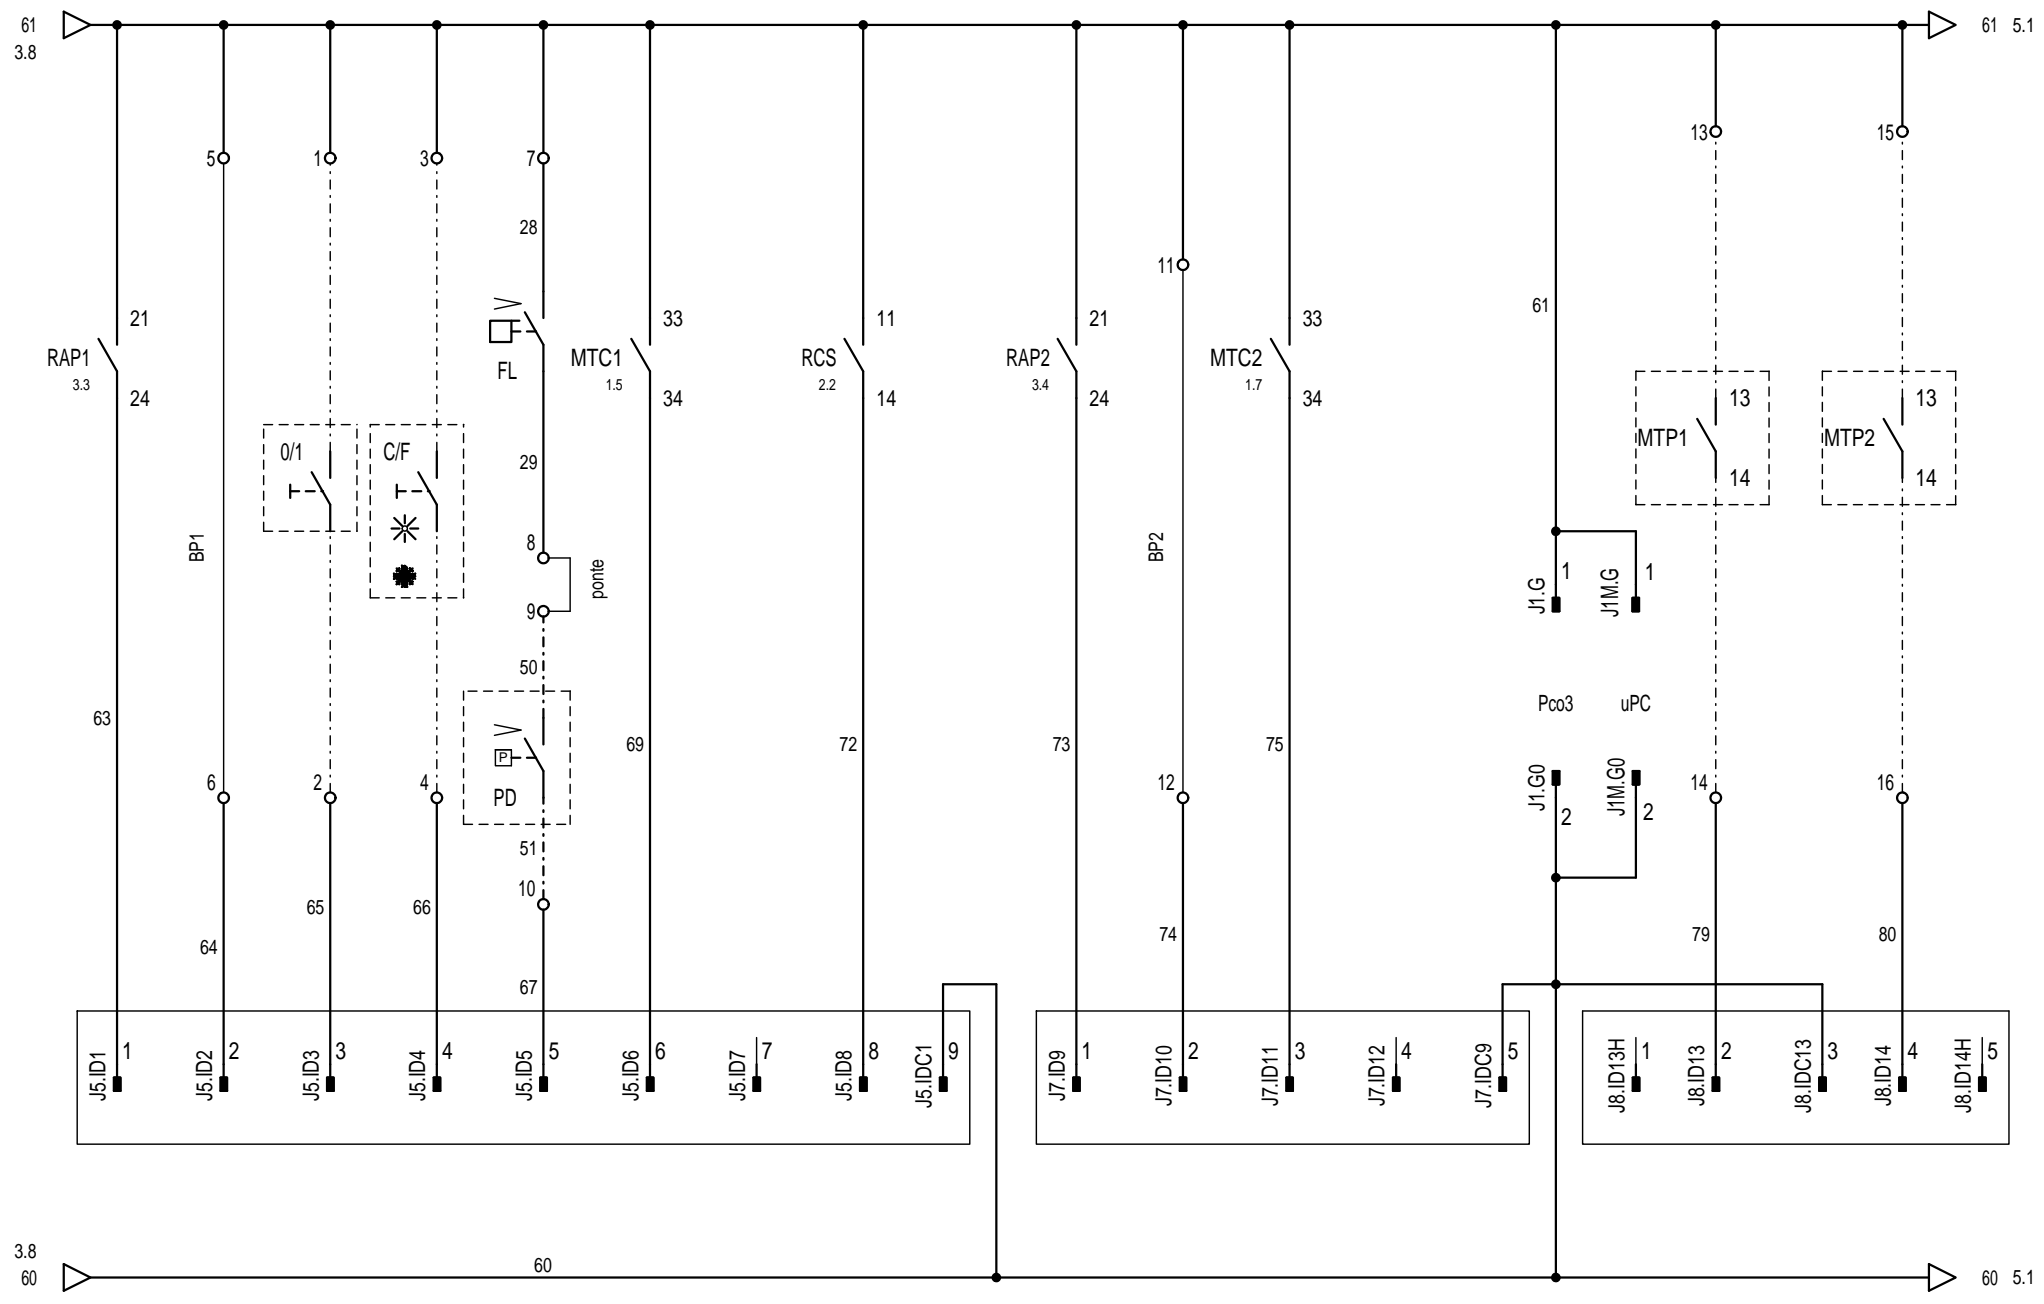 61 61 5.1
3.8
13 15
5 1 3 7
28
11
61
21 33 11 21 33
RAP1 MTC1 RCS RAP2 MTC2
3.3 FL 1.5 2.2 3.4 1.7
24 34 14 24 34
13 13
MTP1 MTP2
14 14
0/1 C/F 29
BP1 8 ponte BP2
9
J1.G 1 J1M.G 1
50
Pco3 uPC
63 69 72 73 75
P
PD
6 2 4 12 14 16
J1.G0 2 J1M.G0 2
51
10
65 66
64 74 79 80
67
J5.ID1 1 J5.ID2 2 J5.ID3 3 J5.ID4 4 J5.ID5 5 J5.ID6 6 J5.ID7 7 J5.ID8 8 J5.IDC1 9 J7.ID9 1 J7.ID10 2 J7.ID11 3 J7.ID12 4 J7.IDC9 5 J8.ID13H 1 J8.ID13 2 J8.IDC13 3 J8.ID14 4 J8.ID14H 5
3.8
60 60 60 5.1